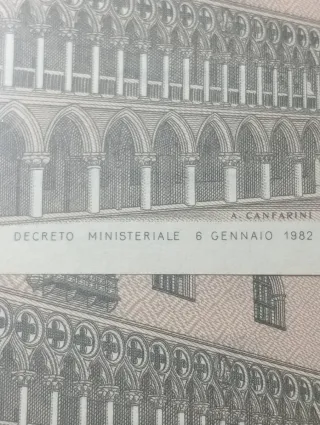 A. CANFARINI
DECRETO MINISTERIALE 6 GENNAIO 1982